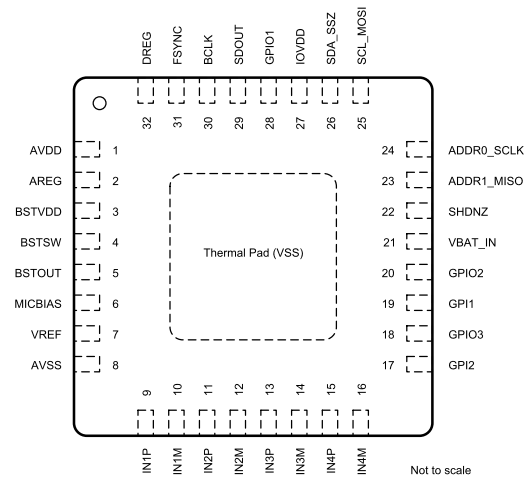 DREG
FSYNC
BCLK
SDOUT
GPIO1
IOVDD
SDA_SSZ
SCL_MOSI
32
31
30
29
28
27
26
25
AVDD 1
AREG 2
BSTVDD 3
BSTSW 4
BSTOUT 5
MICBIAS 6
VREF 7
AVSS 8
Thermal Pad (VSS)
24 ADDR0_SCLK
23 ADDR1_MISO
22 SHDNZ
21 VBAT_IN
20 GPIO2
19 GPI1
18 GPIO3
17 GPI2
9
10
11
12
13
14
15
16
IN1P
IN1M
IN2P
IN2M
IN3P
IN3M
IN4P
IN4M
Not to scale